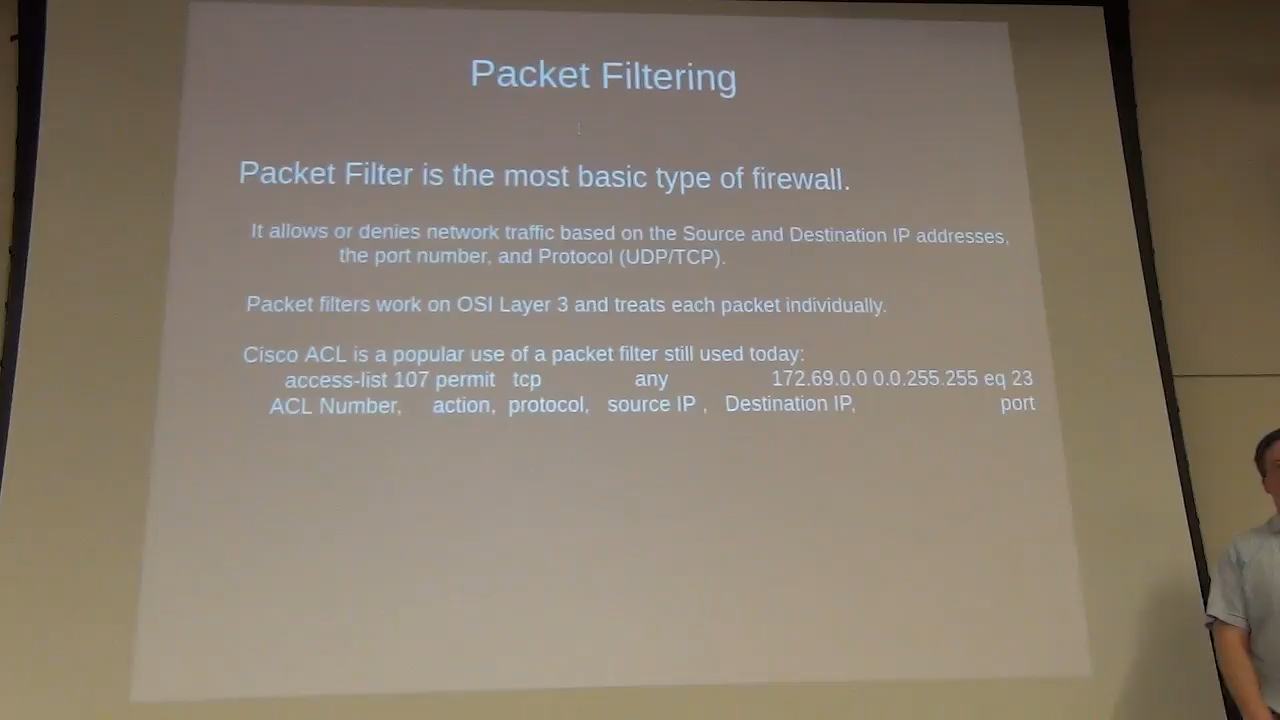 Packet Filtering
Packet Filter is the most basic type of firewall.
It allows or denies network traffic based on the Source and Destination IP addresses,
the port number, and Protocol (UDP/TCP).
Packet filters work on OSI Layer 3 and treats each packet individually.
Cisco ACL is a popular use of a packet filter still used today:
access-list 107 permit tcp any 172.69.0.0 0.0.255.255 eq 23
ACL Number, action, protocol, source IP , Destination IP, port